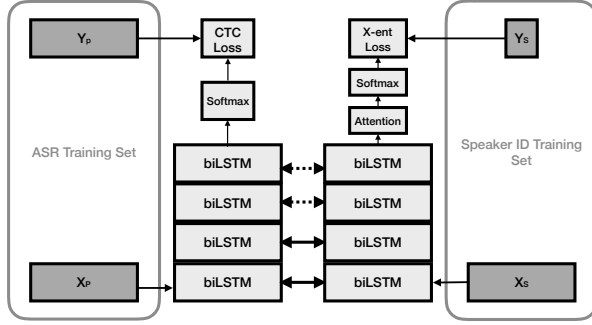 Yp
CTC
Loss
X-ent
Loss
YS
Softmax
Softmax
Attention
ASR Training Set
Speaker ID Training
Set
biLSTM
biLSTM
biLSTM
biLSTM
biLSTM
biLSTM
XP
biLSTM
biLSTM
XS